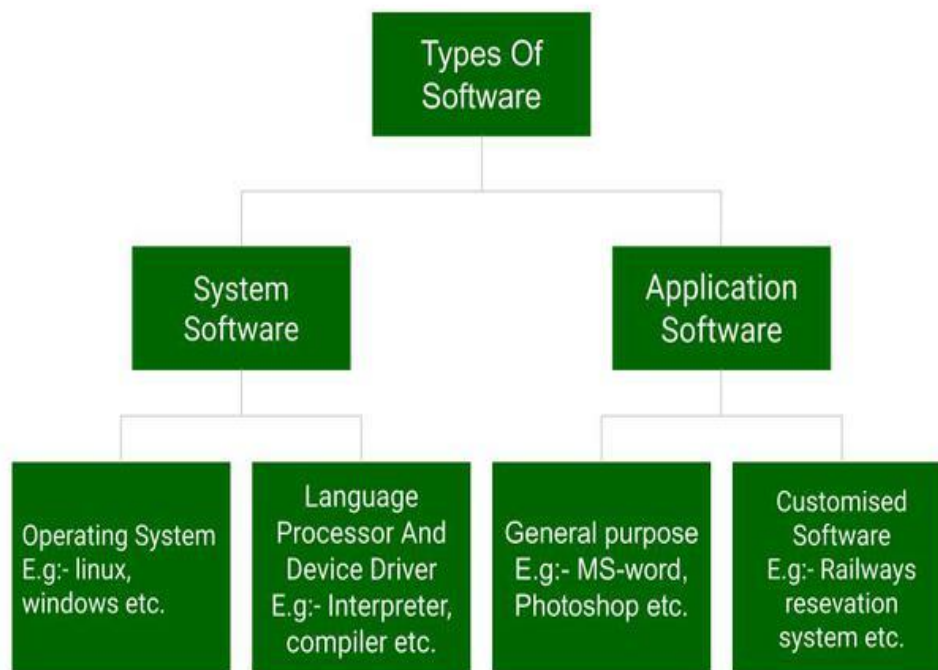 Types Of
Software
System
Software
Application
Software
Operating System
E.g:- linux,
windows etc.
Language
Processor And
Device Driver
E.g:- Interpreter,
compiler etc.
General purpose
E.g:- MS-word,
Photoshop etc.
Customised
Software
E.g:- Railways
resevation
system etc.